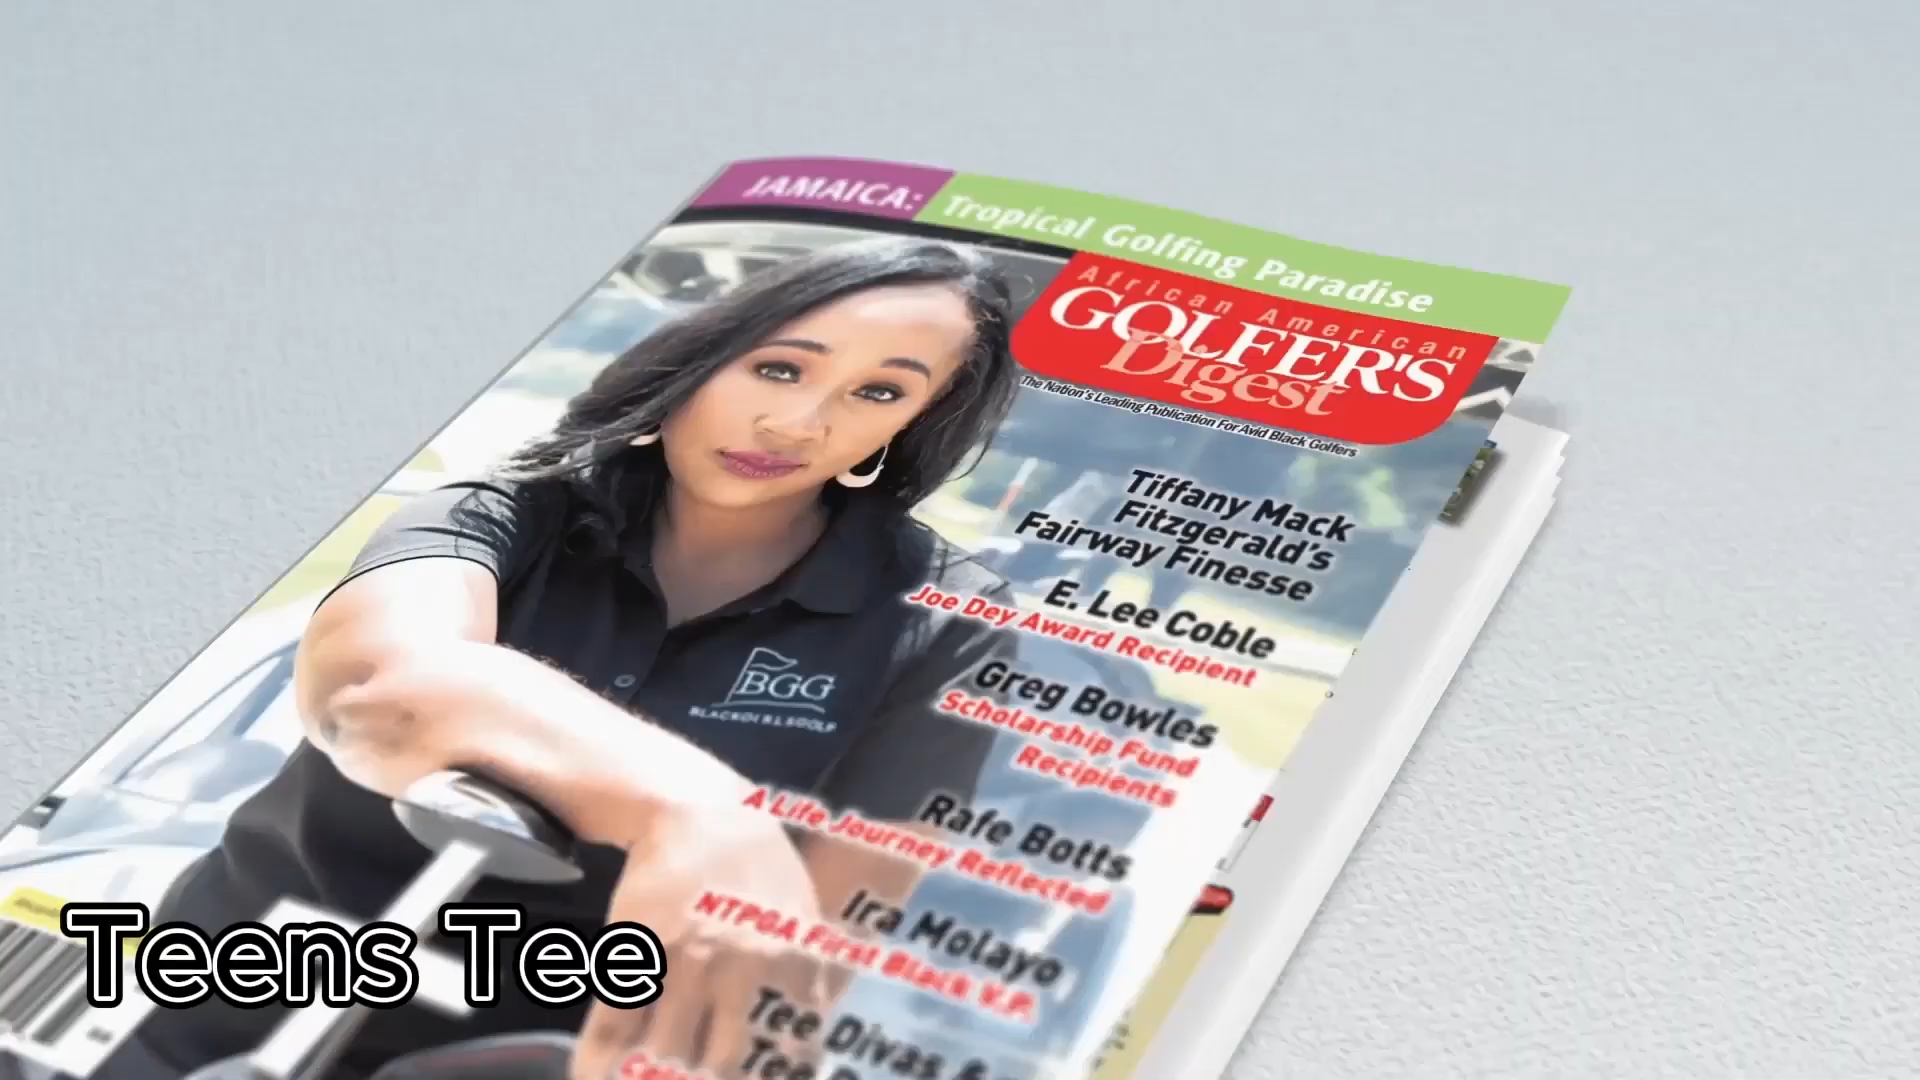 JAMAICA: Tropical Golfing Paradise
African American
GOLFER'S
Digest
The Nation's Leading Publication For Avid Black Golfers
Tiffany Mack
Fitzgerald's
Fairway Finesse
E. Lee Coble
Joe Dey Award Recipient
Greg Bowles
Scholarship Fund
Recipients
Rafe Botts
A Life Journey Reflected
Ira Molayo
NTPGA First Black V.P.
Tee Divas &
Tee
BGG
BLACKGIRLSGOLF
Teens Tee